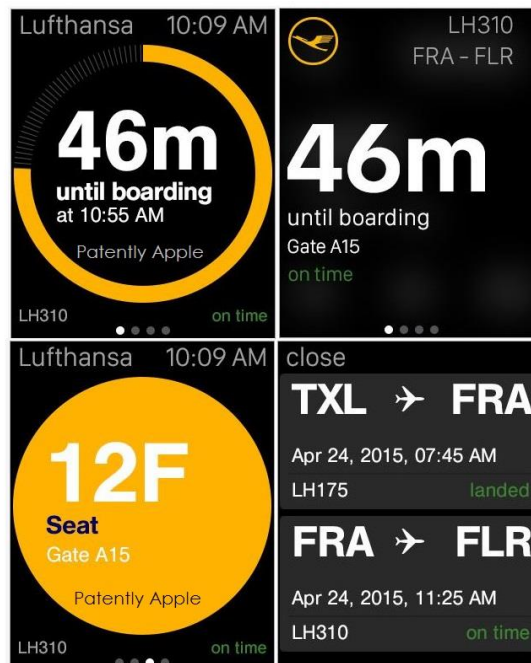 Lufthansa 10:09 AM
46m
until boarding
at 10:55 AM
Patently Apple
LH310 on time
LH310
FRA - FLR
46m
until boarding
Gate A15
on time
Lufthansa 10:09 AM
12F
Seat
Gate A15
Patently Apple
LH310 on time
close
TXL ✈ FRA
Apr 24, 2015, 07:45 AM
LH175 landed
FRA ✈ FLR
Apr 24, 2015, 11:25 AM
LH310 on time